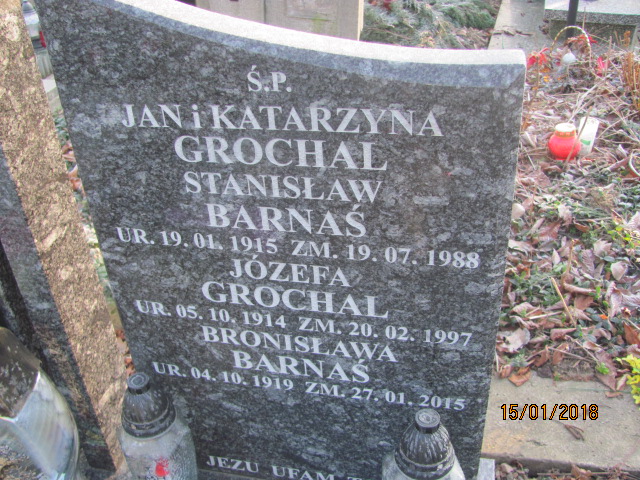 Ś.P.
JAN i KATARZYNA
GROCHAL
STANISŁAW
BARNAŚ
UR. 19.01.1915 ZM. 19.07.1988
JÓZEFA
GROCHAL
UR. 05.10.1914 ZM. 20.02.1997
BRONISŁAWA
BARNAŚ
UR. 04.10.1919 ZM. 27.01.2015
JEZU UFAM
15/01/2018